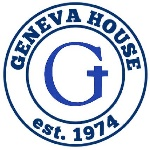 GENEVA HOUSE
G
est. 1974